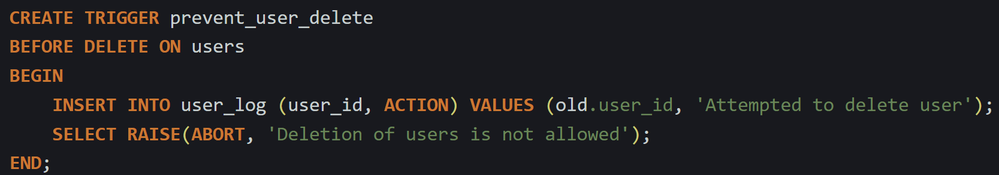 CREATE TRIGGER prevent_user_delete
BEFORE DELETE ON users
BEGIN
    INSERT INTO user_log (user_id, ACTION) VALUES (old.user_id, 'Attempted to delete user');
    SELECT RAISE(ABORT, 'Deletion of users is not allowed');
END;